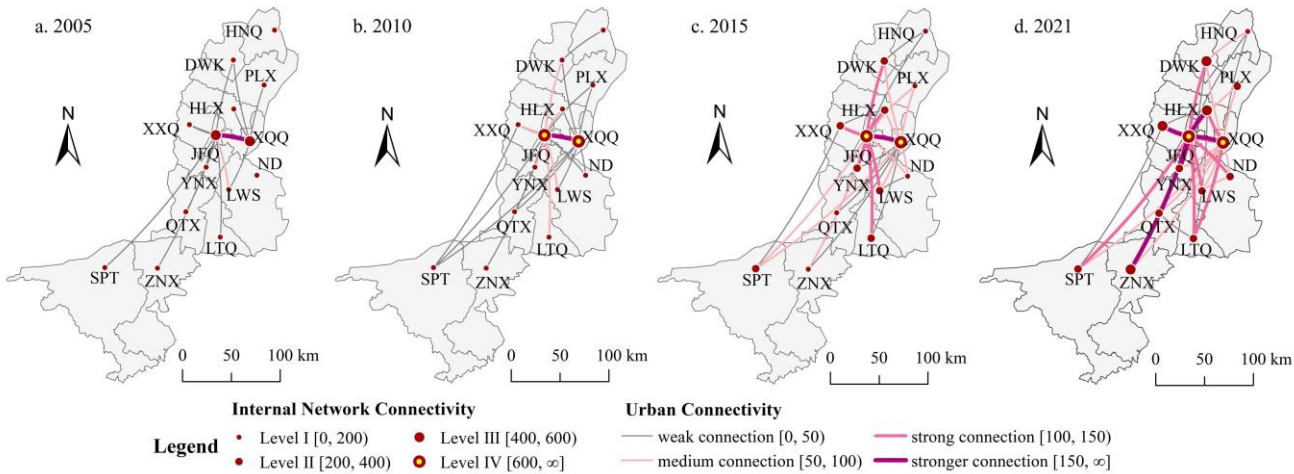 a. 2005
HNQ
DWK
PLX
HLX
XXQ
XQQ
JFQ
ND
YNX
LWS
QTX
LTQ
SPT
ZNX
N
0 50 100 km
b. 2010
DWK
PLX
HLX
XXQ
XQQ
JFQ
ND
YNX
LWS
QTX
LTQ
SPT
ZNX
N
0 50 100 km
c. 2015
HNQ
DWK
PLX
HLX
XXQ
XQQ
JFQ
ND
YNX
LWS
QTX
LTQ
SPT
ZNX
N
0 50 100 km
d. 2021
HNQ
DWK
PLX
HLX
XXQ
XQQ
JFQ
ND
YNX
LWS
QTX
LTQ
SPT
ZNX
N
0 50 100 km
Legend
Internal Network Connectivity
Level I [0, 200)
Level II [200, 400)
Level III [400, 600)
Level IV [600, ∞]
Urban Connectivity
weak connection [0, 50)
medium connection [50, 100)
strong connection [100, 150)
stronger connection [150, ∞]